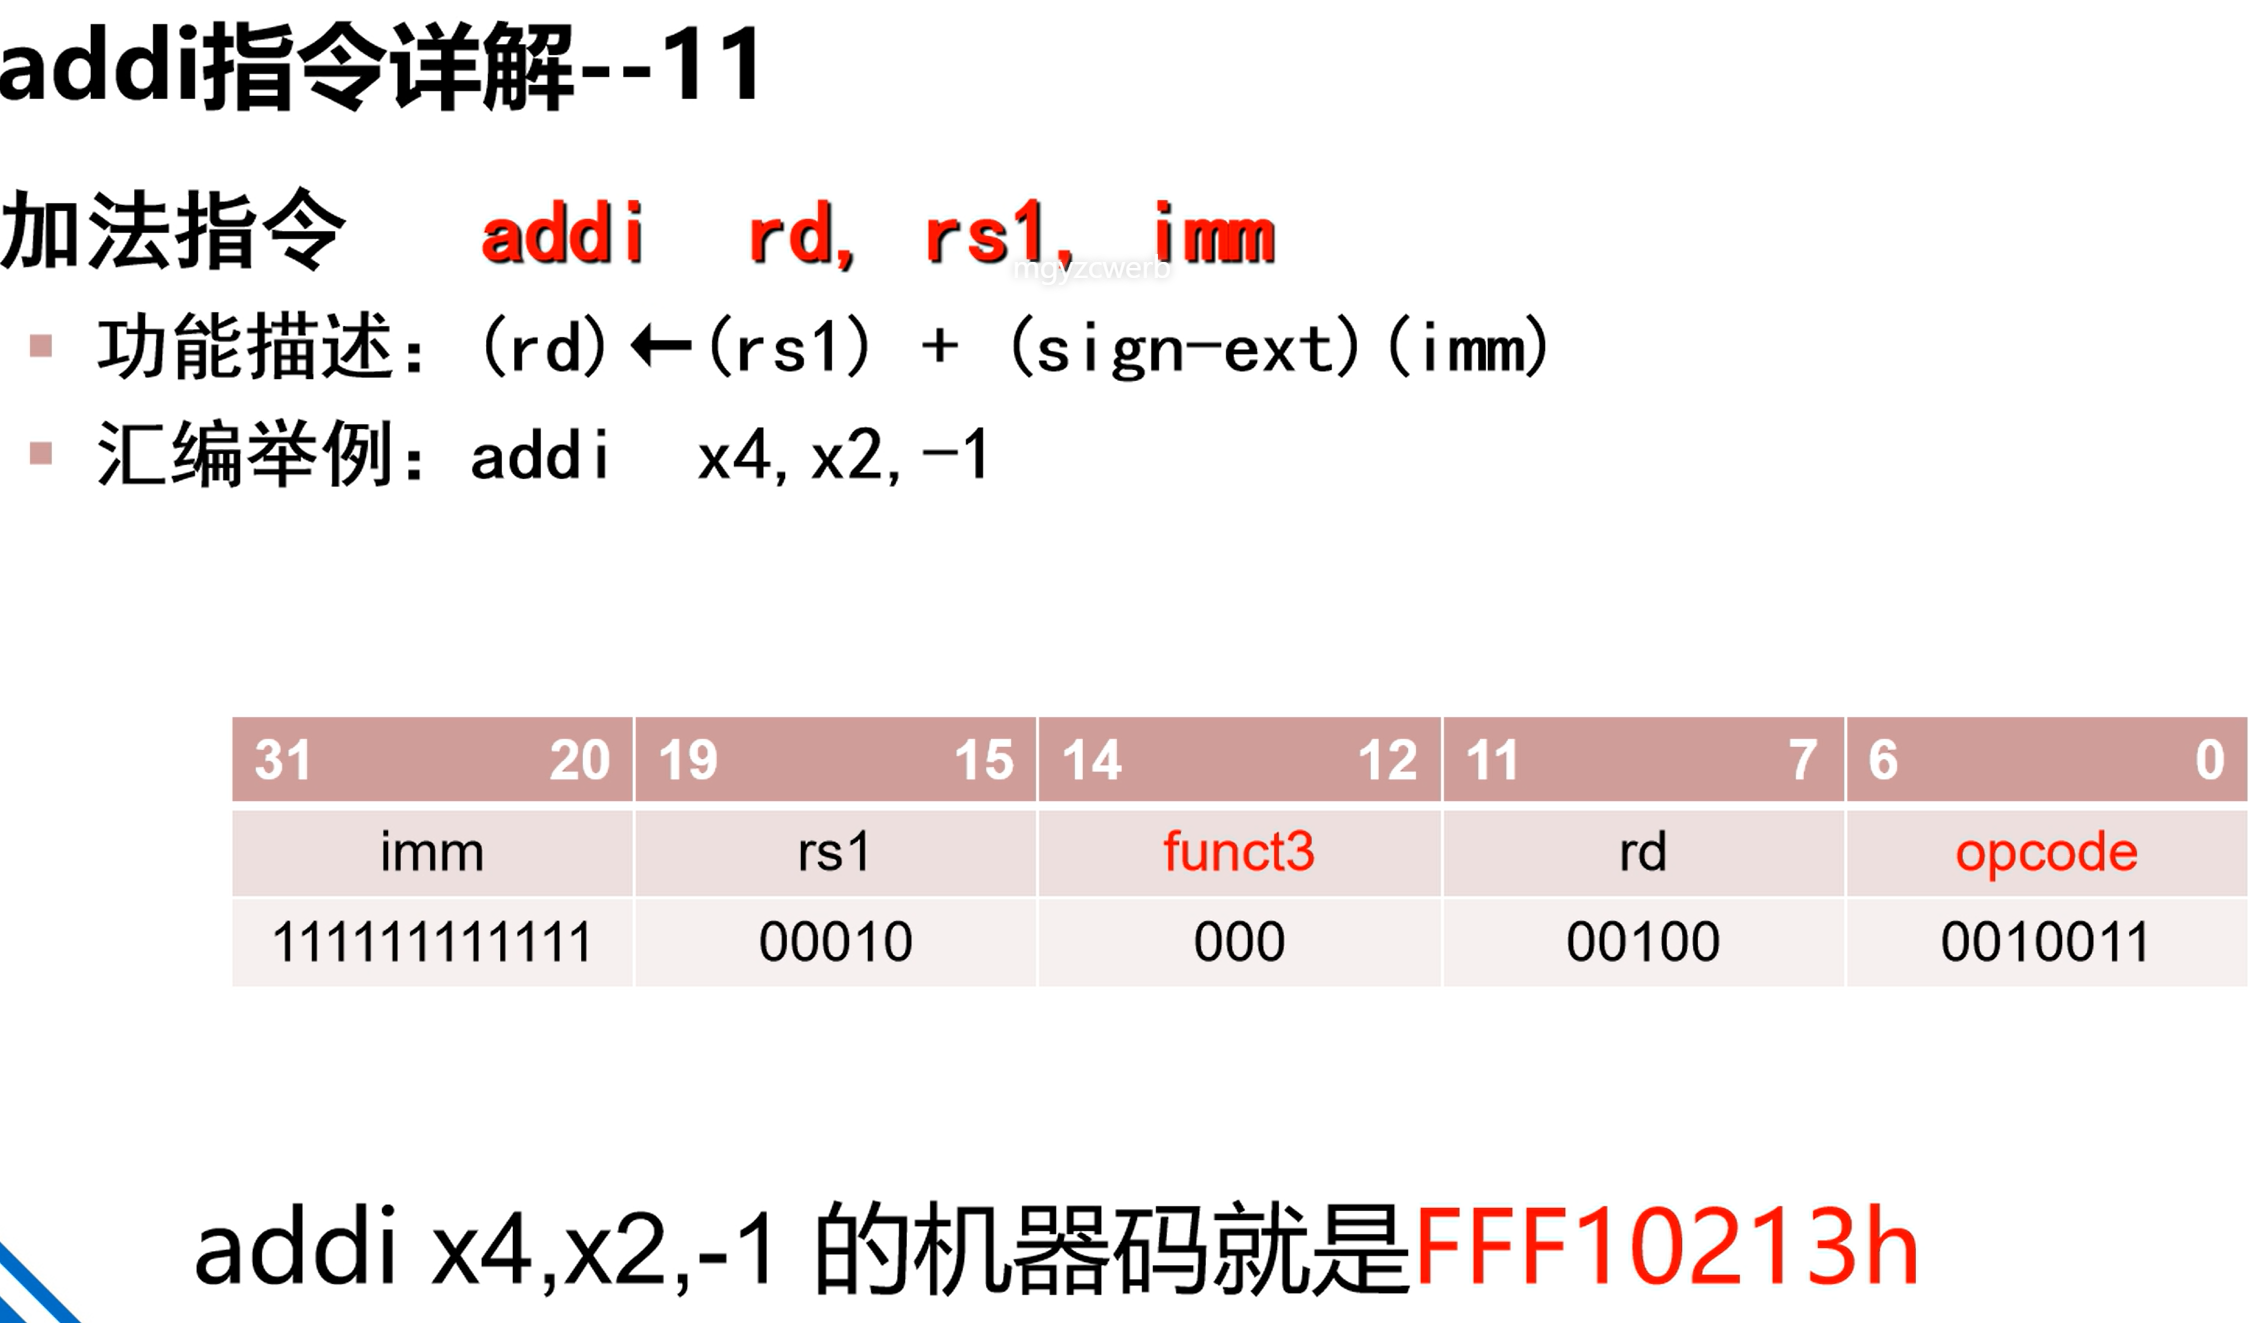 addi指令详解--11
加法指令 addi rd, rs1, imm
mgyzcwerb
功能描述：(rd)←(rs1) + (sign-ext)(imm)
汇编举例：addi x4, x2, -1
31 20 19 15 14 12 11 7 6 0
imm rs1 funct3 rd opcode
111111111111 00010 000 00100 0010011
addi x4,x2,-1 的机器码就是FFF10213h